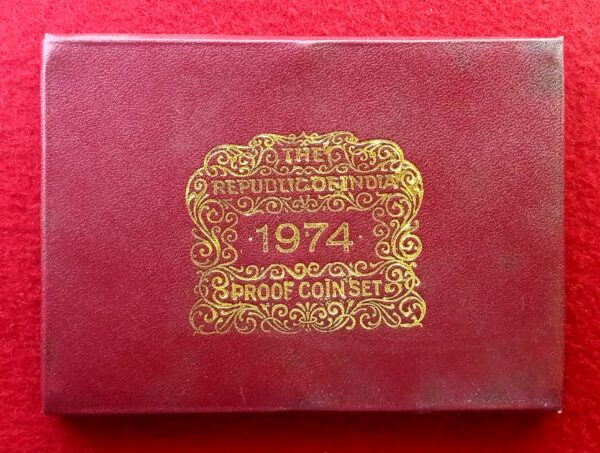 THE
REPUBLIC OF INDIA
1974
PROOF COIN SET